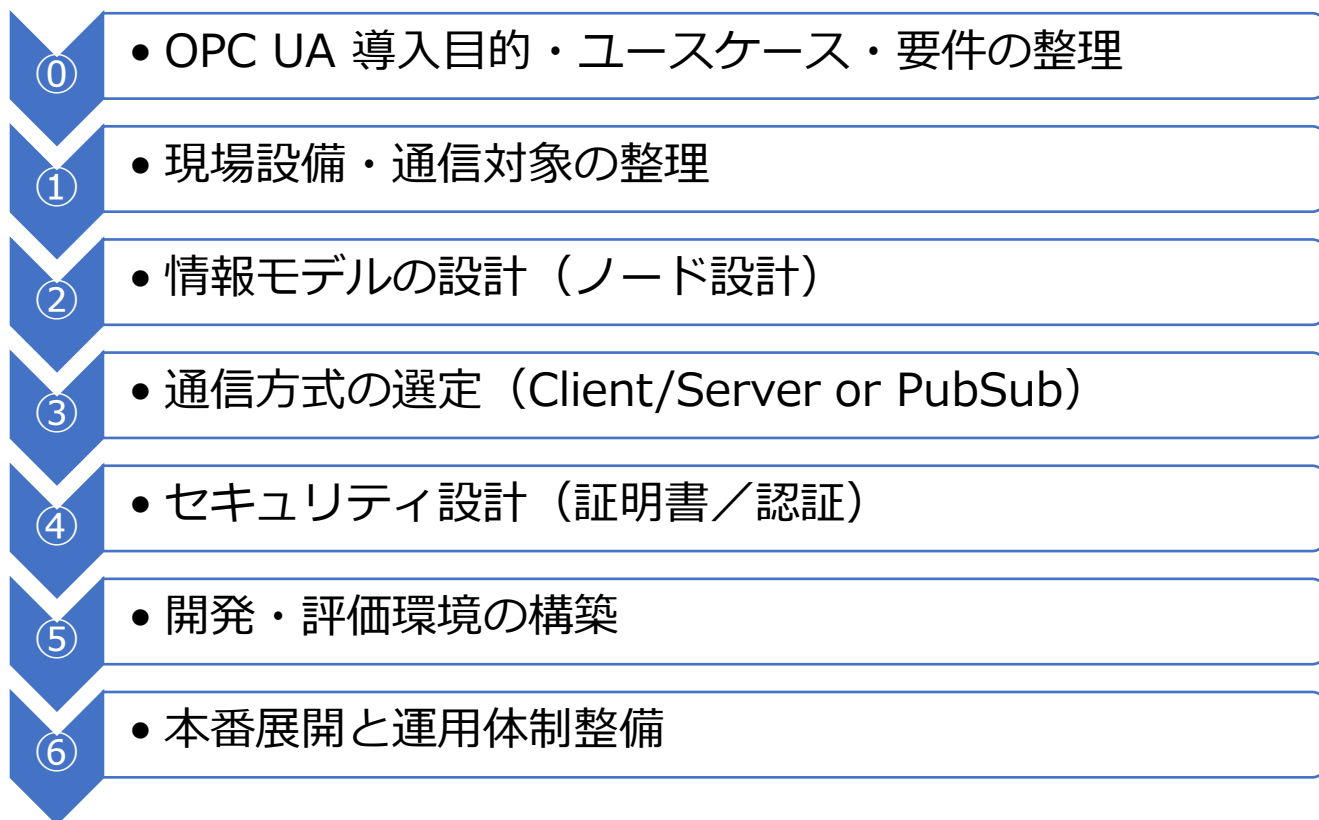 ⓪ • OPC UA 導入目的・ユースケース・要件の整理
① • 現場設備・通信対象の整理
② • 情報モデルの設計（ノード設計）
③ • 通信方式の選定（Client/Server or PubSub）
④ • セキュリティ設計（証明書／認証）
⑤ • 開発・評価環境の構築
⑥ • 本番展開と運用体制整備